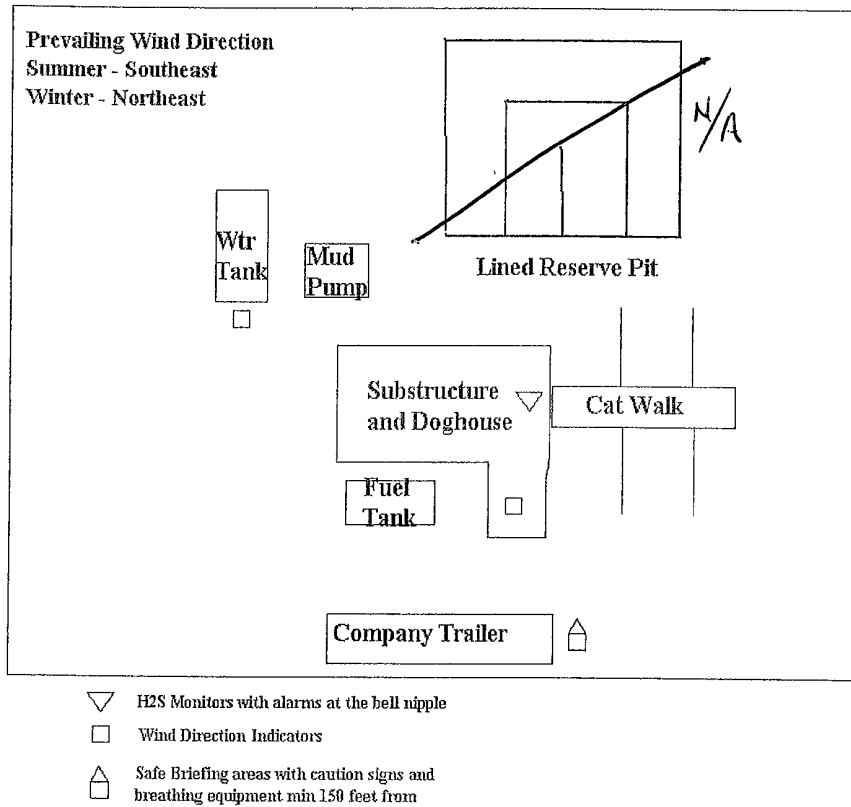 Prevailing Wind Direction
Summer - Southeast
Winter - Northeast
N/A
Wtr
Tank
Mud
Pump
Lined Reserve Pit
Substructure
and Doghouse
Cat Walk
Fuel
Tank
Company Trailer
H2S Monitors with alarms at the bell nipple
Wind Direction Indicators
Safe Briefing areas with caution signs and
breathing equipment min 150 feet from